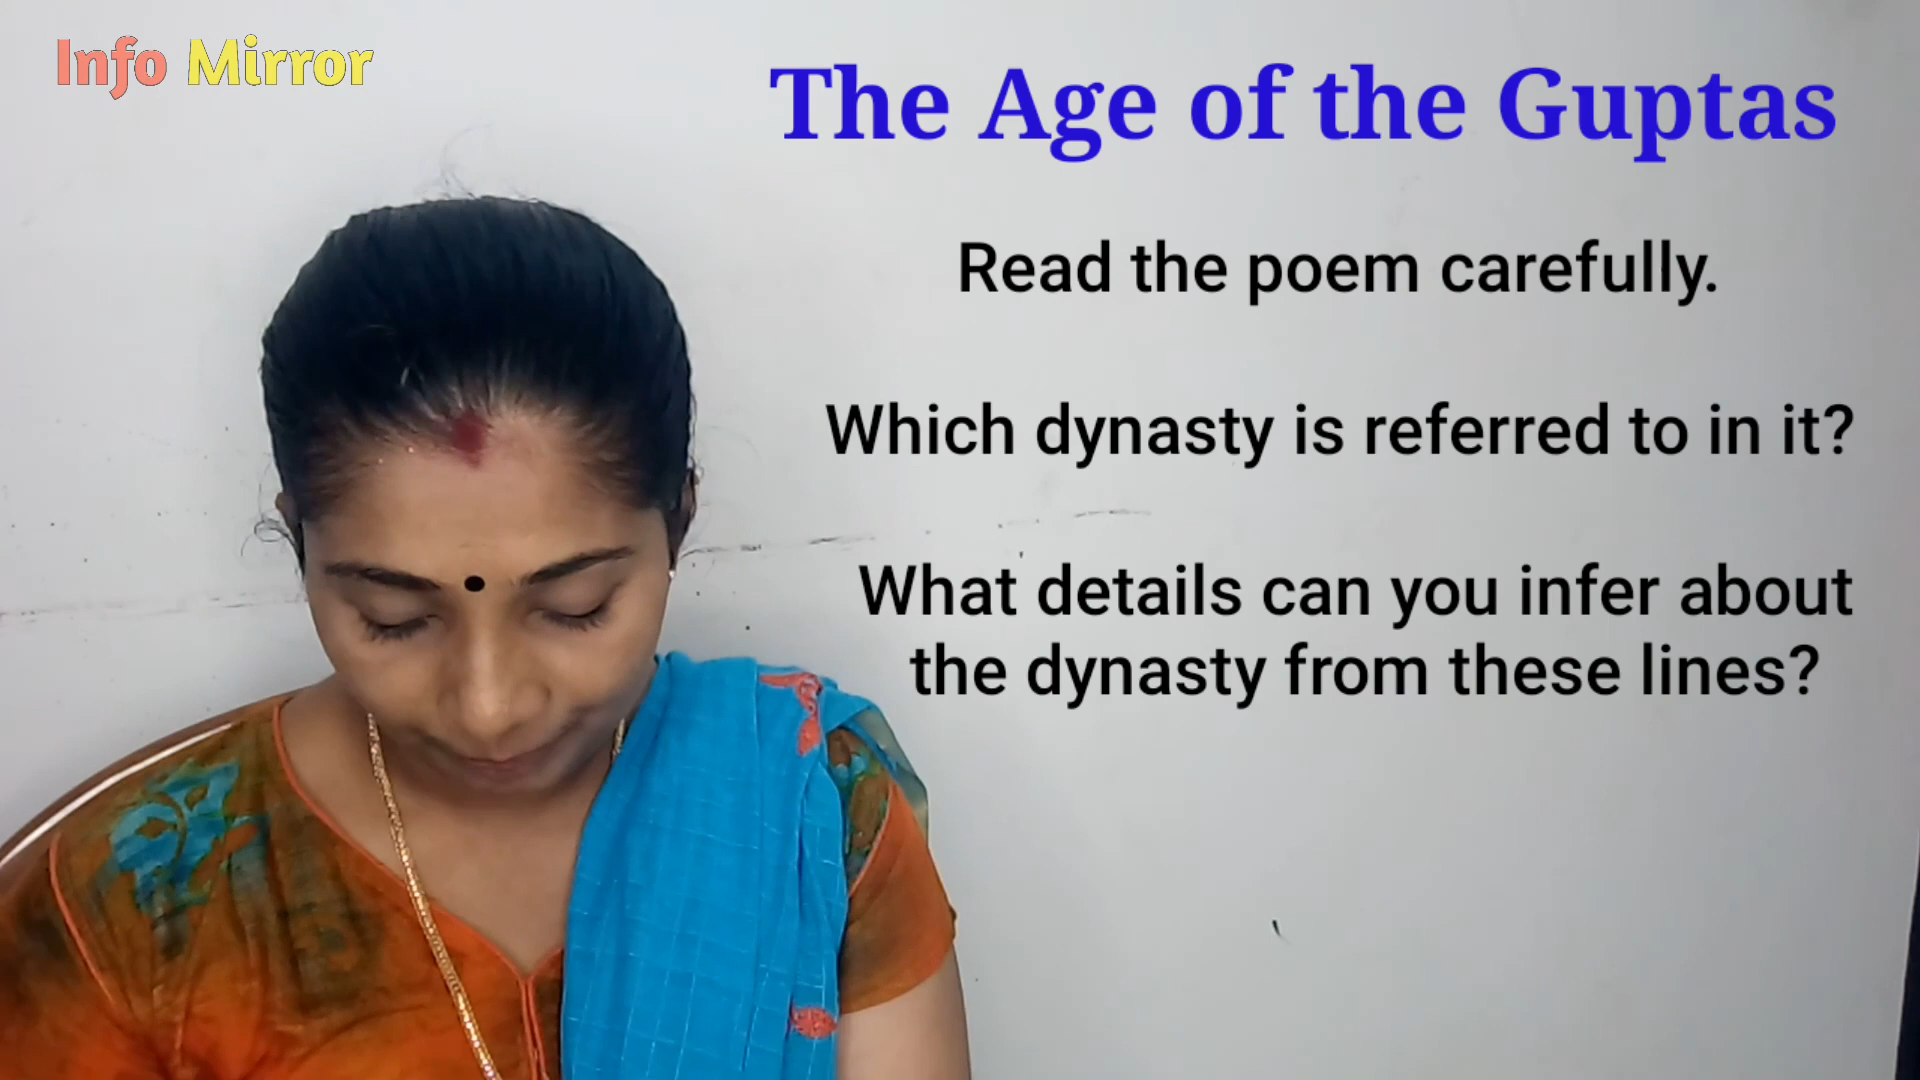 Info Mirror
The Age of the Guptas
Read the poem carefully.
Which dynasty is referred to in it?
What details can you infer about
the dynasty from these lines?